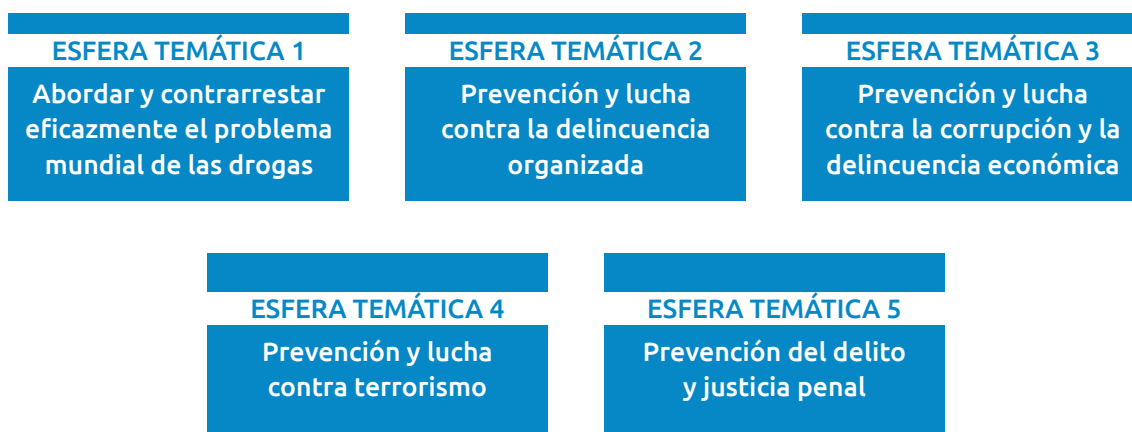 ESFERA TEMÁTICA 1
Abordar y contrarrestar
eficazmente el problema
mundial de las drogas
ESFERA TEMÁTICA 2
Prevención y lucha
contra la delincuencia
organizada
ESFERA TEMÁTICA 3
Prevención y lucha
contra la corrupción y la
delincuencia económica
ESFERA TEMÁTICA 4
Prevención y lucha
contra terrorismo
ESFERA TEMÁTICA 5
Prevención del delito
y justicia penal